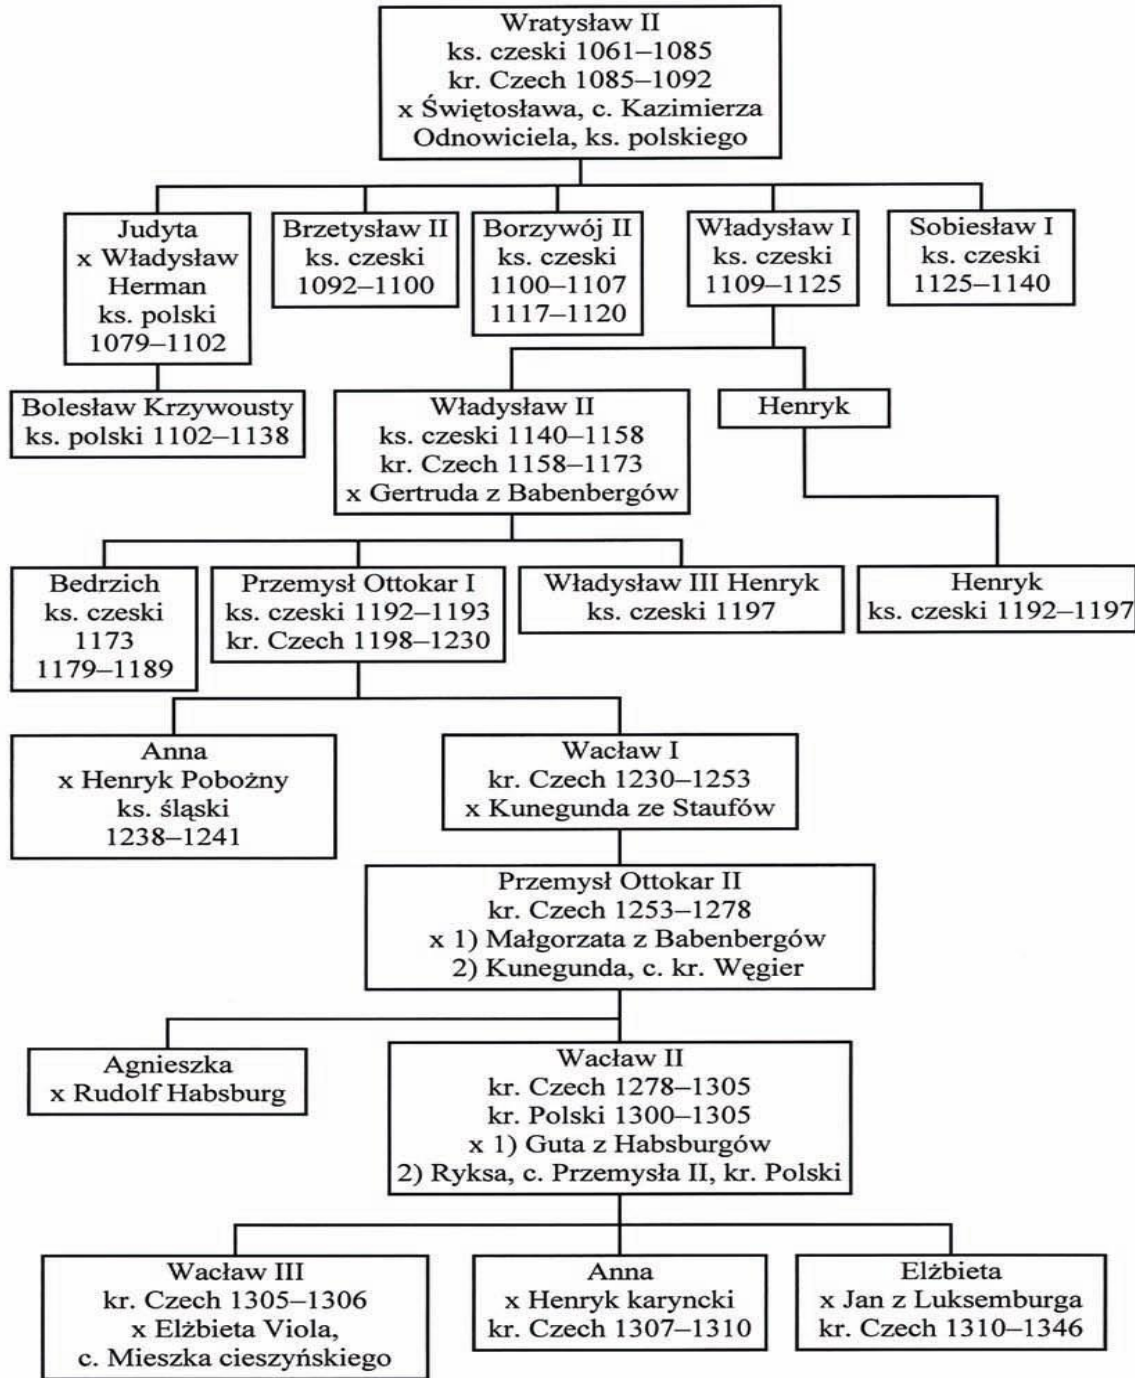 Wratysław II
ks. czeski 1061–1085
kr. Czech 1085–1092
x Świętosława, c. Kazimierza
Odnowiciela, ks. polskiego
Judyta
x Władysław
Herman
ks. polski
1079–1102
Brzetysław II
ks. czeski
1092–1100
Borzywój II
ks. czeski
1100–1107
1117–1120
Władysław I
ks. czeski
1109–1125
Sobiesław I
ks. czeski
1125–1140
Bolesław Krzywousty
ks. polski 1102–1138
Władysław II
ks. czeski 1140–1158
kr. Czech 1158–1173
x Gertruda z Babenbergów
Henryk
Bedrzich
ks. czeski
1173
1179–1189
Przemysł Ottokar I
ks. czeski 1192–1193
kr. Czech 1198–1230
Władysław III Henryk
ks. czeski 1197
Henryk
ks. czeski 1192–1197
Anna
x Henryk Pobożny
ks. śląski
1238–1241
Wacław I
kr. Czech 1230–1253
x Kunegunda ze Staufów
Przemysł Ottokar II
kr. Czech 1253–1278
x 1) Małgorzata z Babenbergów
2) Kunegunda, c. kr. Węgier
Agnieszka
x Rudolf Habsburg
Wacław II
kr. Czech 1278–1305
kr. Polski 1300–1305
x 1) Guta z Habsburgów
2) Ryksa, c. Przemysła II, kr. Polski
Wacław III
kr. Czech 1305–1306
x Elżbieta Viola,
c. Mieszka cieszyńskiego
Anna
x Henryk karyncki
kr. Czech 1307–1310
Elżbieta
x Jan z Luksemburga
kr. Czech 1310–1346